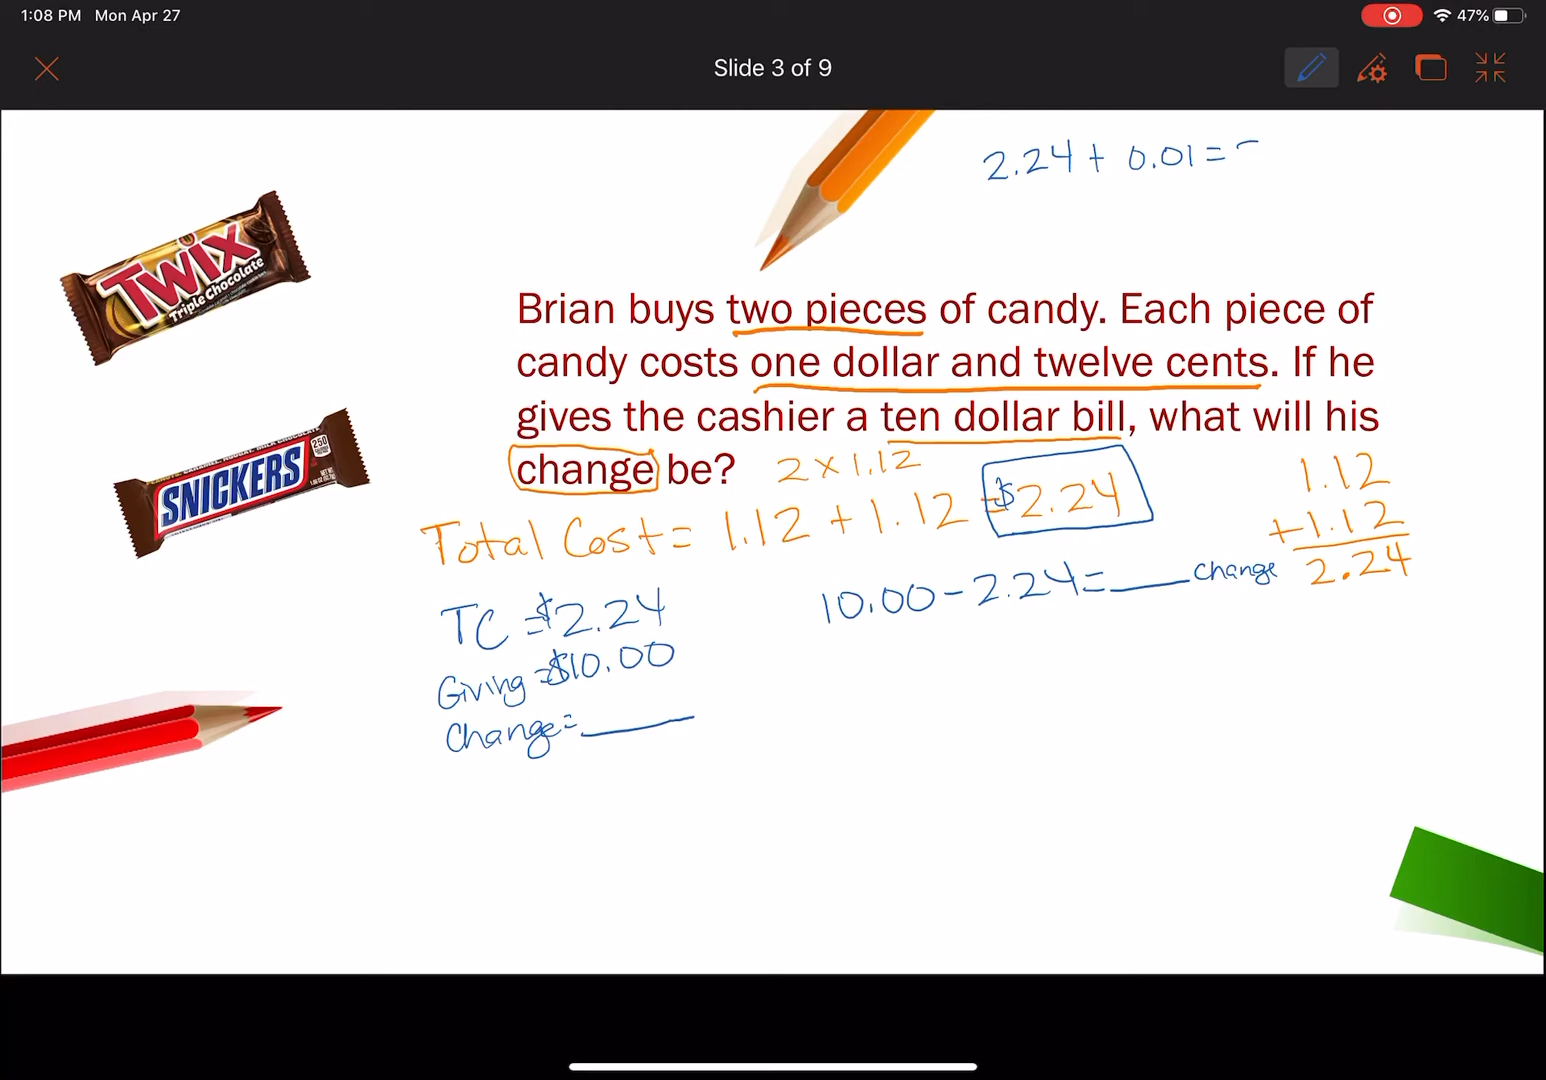 1:08 PM Mon Apr 27
47%
Slide 3 of 9
2.24 + 0.01 =
TWIX
Triple Chocolate
Brian buys two pieces of candy. Each piece of
candy costs one dollar and twelve cents. If he
gives the cashier a ten dollar bill, what will his
change be?
2 x 1.12
SNICKERS
250
Total Cost = 1.12 + 1.12 = $2.24
1.12
+1.12
2.24
10.00 - 2.24 = ____ change
TC = $2.24
Giving = $10.00
Change = ____